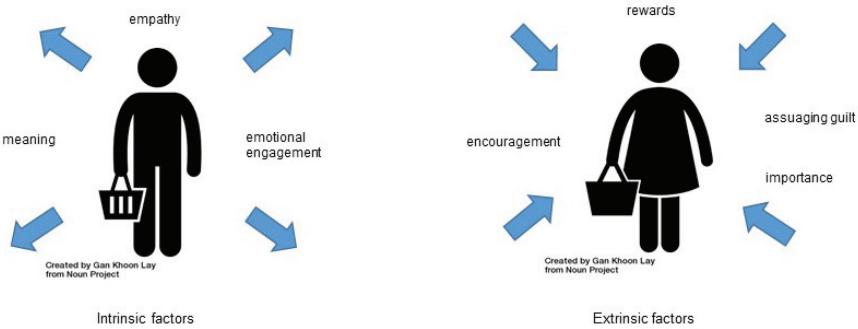 empathy
meaning
emotional
engagement
Created by Gan Khoon Lay
from Noun Project
Intrinsic factors
rewards
encouragement
assuaging guilt
importance
Created by Gan Khoon Lay
from Noun Project
Extrinsic factors